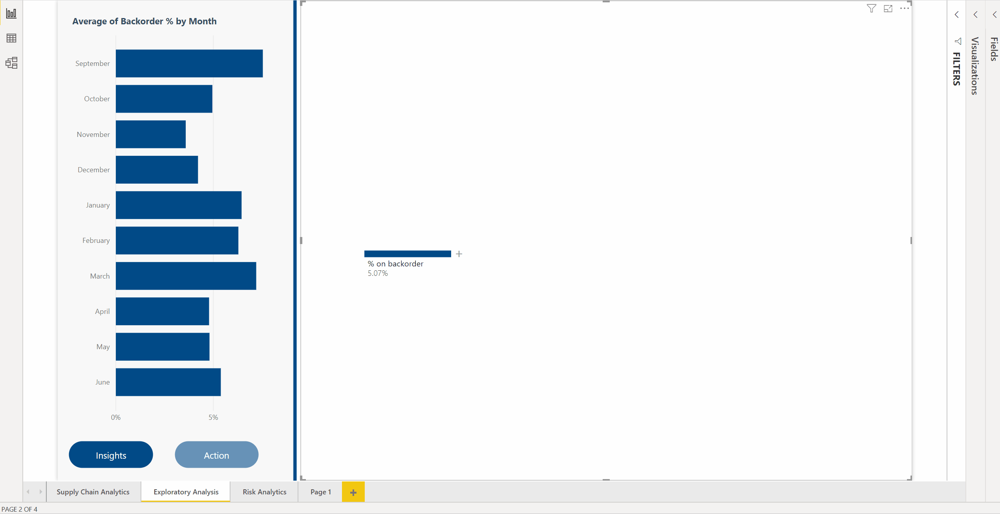 Average of Backorder % by Month
September
October
November
December
January
February
March
April
May
June
0%
5%
Insights
Action
% on backorder
5.07%
FILTERS
Visualizations
Fields
Supply Chain Analytics
Exploratory Analysis
Risk Analytics
Page 1
PAGE 2 OF 4